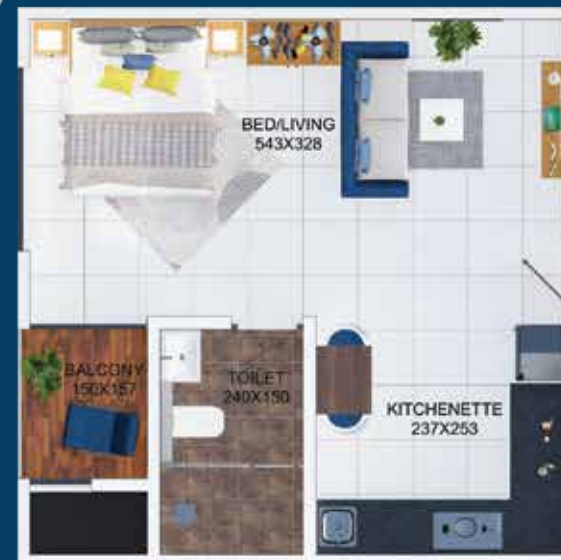 BED/LIVING
543X328
BALCONY
150X157
TOILET
240X150
KITCHENETTE
237X253